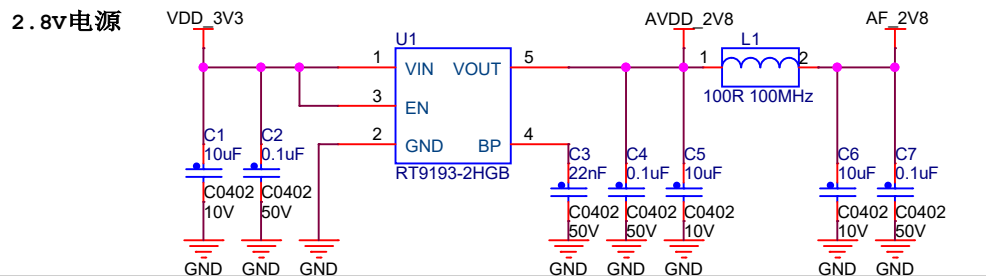 2.8V电源
VDD_3V3
AVDD_2V8
AF_2V8
U1
L1
1 VIN VOUT 5
1 2
100R 100MHz
3 EN
2 GND BP 4
RT9193-2HGB
C1
10uF
C0402
10V
C2
0.1uF
C0402
50V
C3
22nF
C0402
50V
C4
0.1uF
C0402
50V
C5
10uF
C0402
10V
C6
10uF
C0402
10V
C7
0.1uF
C0402
50V
GND GND GND GND GND GND GND GND